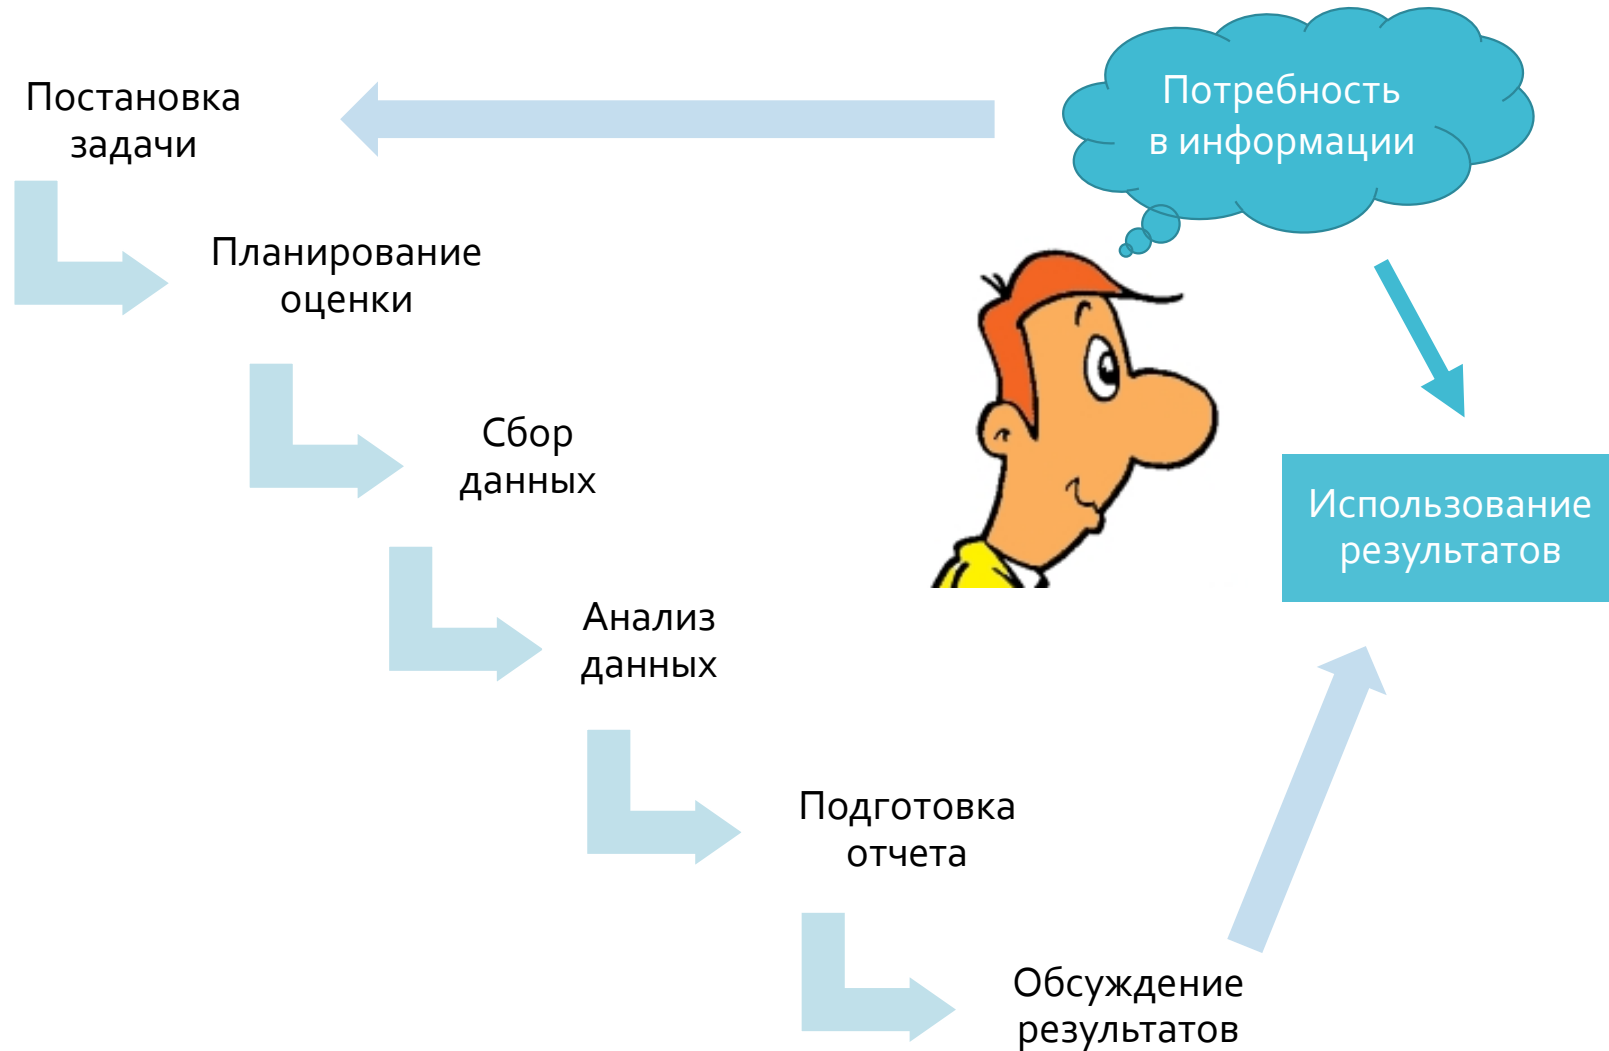 Потребность
в информации
Постановка
задачи
Планирование
оценки
Сбор
данных
Анализ
данных
Подготовка
отчета
Обсуждение
результатов
Использование
результатов